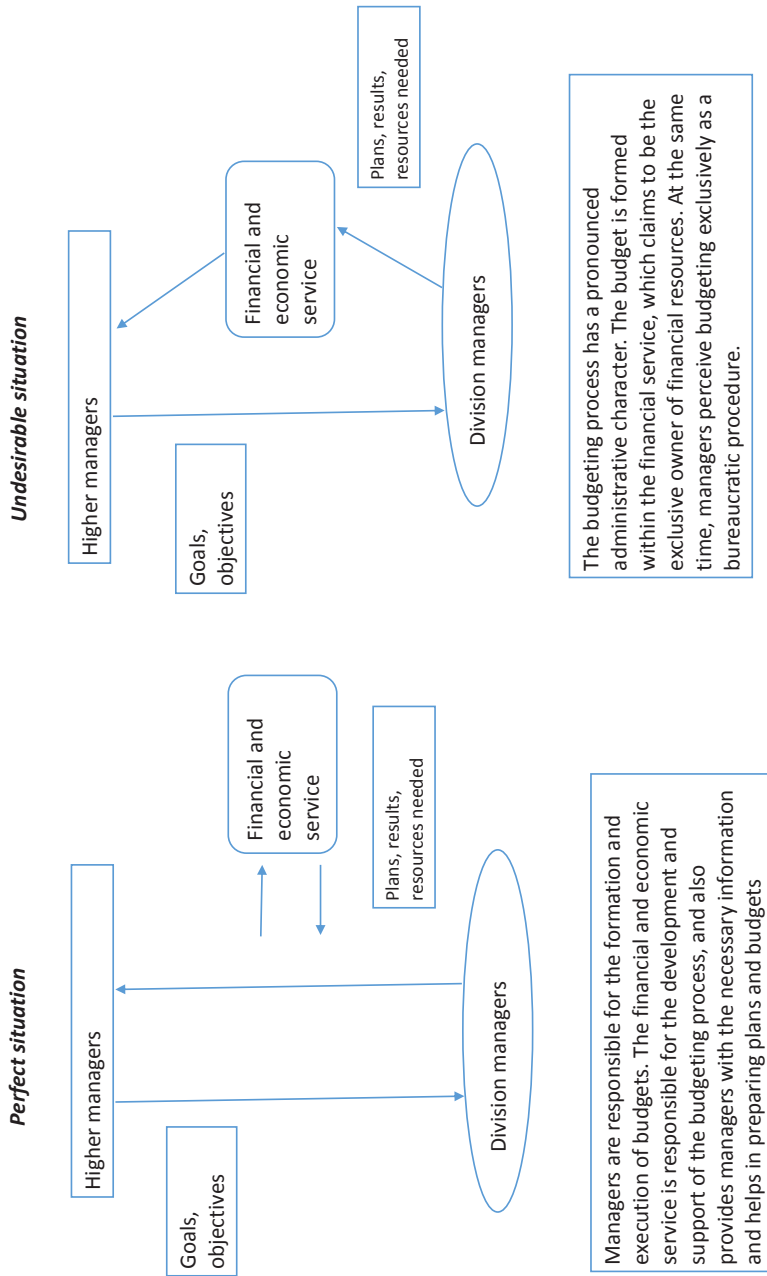 Perfect situation
Higher managers
Goals,
objectives
Financial and
economic
service
Plans, results,
resources needed
Division managers
Managers are responsible for the formation and
execution of budgets. The financial and economic
service is responsible for the development and
support of the budgeting process, and also
provides managers with the necessary information
and helps in preparing plans and budgets
Undesirable situation
Higher managers
Goals,
objectives
Financial and
economic
service
Plans, results,
resources needed
Division managers
The budgeting process has a pronounced
administrative character. The budget is formed
within the financial service, which claims to be the
exclusive owner of financial resources. At the same
time, managers perceive budgeting exclusively as a
bureaucratic procedure.